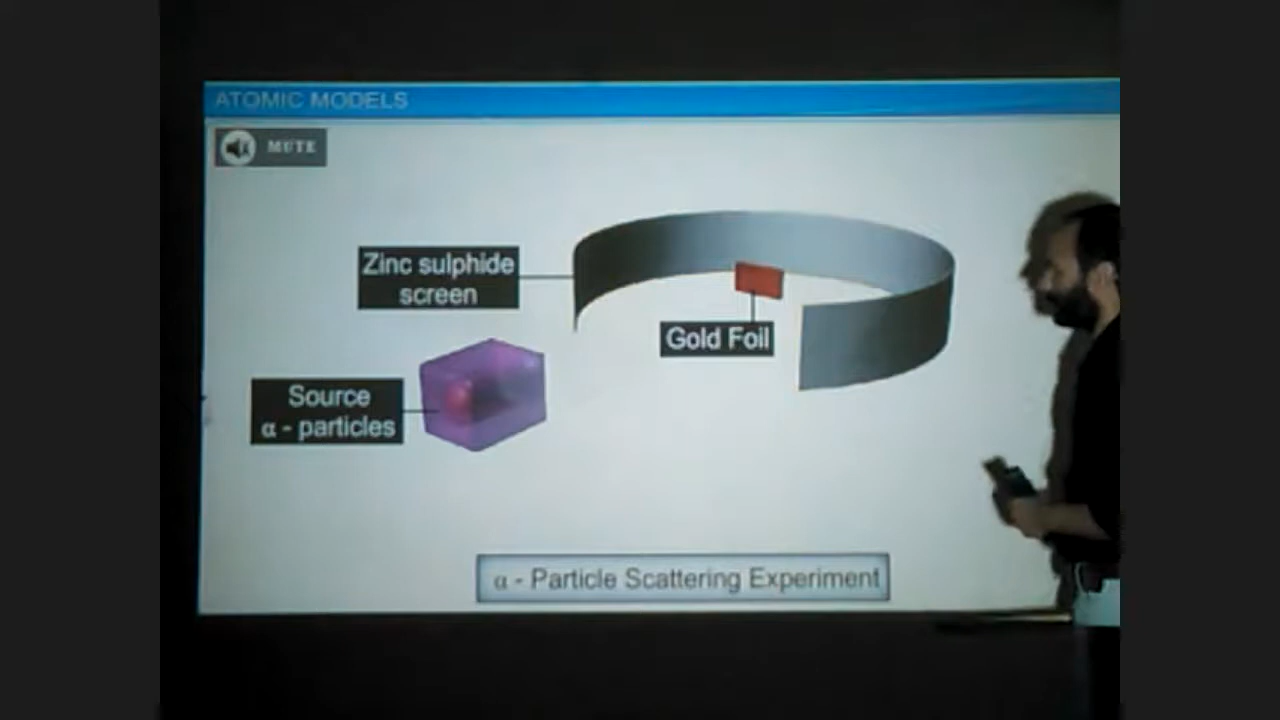 ATOMIC MODELS
MUTE
Zinc sulphide
screen
Gold Foil
Source
α - particles
α - Particle Scattering Experiment